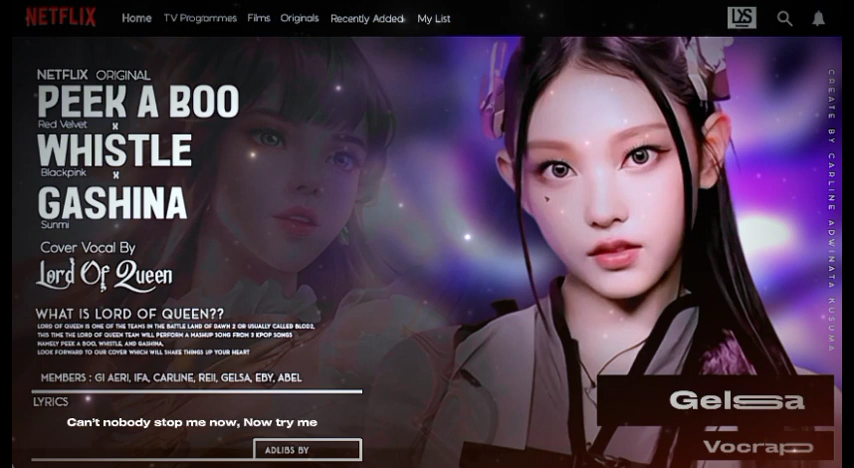 NETFLIX Home TV Programmes Films Originals Recently Added My List LDS
NETFLIX ORIGINAL
PEEK A BOO
Red Velvet x
WHISTLE
Blackpink x
GASHINA
Sunmi
Cover Vocal By
Lord Of Queen
WHAT IS LORD OF QUEEN??
LORD OF QUEEN IS ONE OF THE TEAMS IN THE BATTLE LAND OF DAWN 2 OR USUALLY CALLED BLOD2,
THIS TIME THE LORD OF QUEEN TEAM WILL PERFORM A MASHUP SONG FROM 3 KPOP SONGS
NAMELY PEEK A BOO, WHISTLE, AND GASHINA,
LOOK FORWARD TO OUR COVER WHICH WILL SHAKE THINGS UP YOUR HEART
MEMBERS : GI AERI, IFA, CARLINE, REII, GELSA, EBY, ABEL
LYRICS
Can't nobody stop me now, Now try me
ADLIBS BY
CREATE BY CARLINE ADWINATA KUSUMA
Gelsa
Vocrap